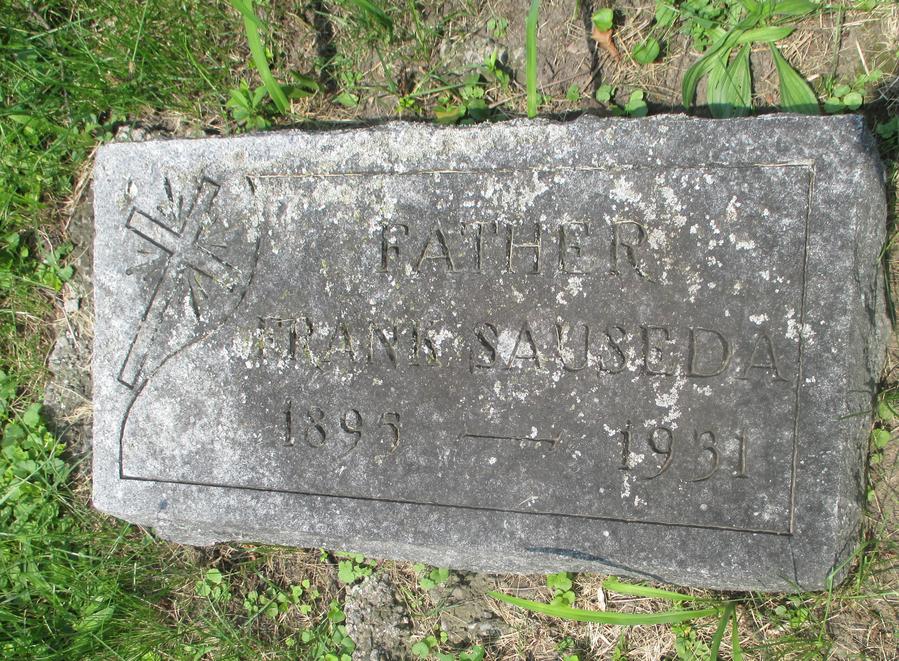 FATHER
FRANK SAUSEDA
1895 — 1931